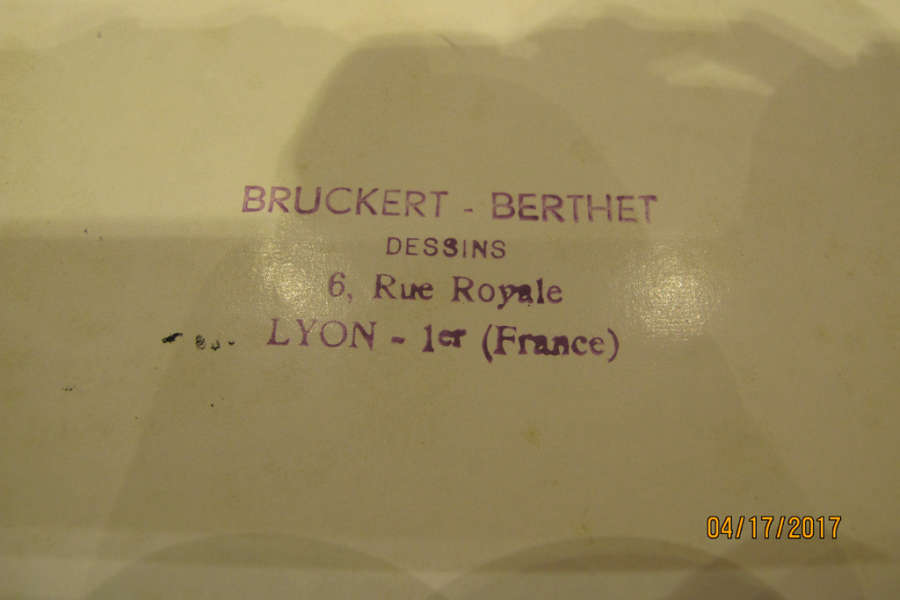 BRUCKERT - BERTHET
DESSINS
6, Rue Royale
LYON - 1er (France)
04/17/2017